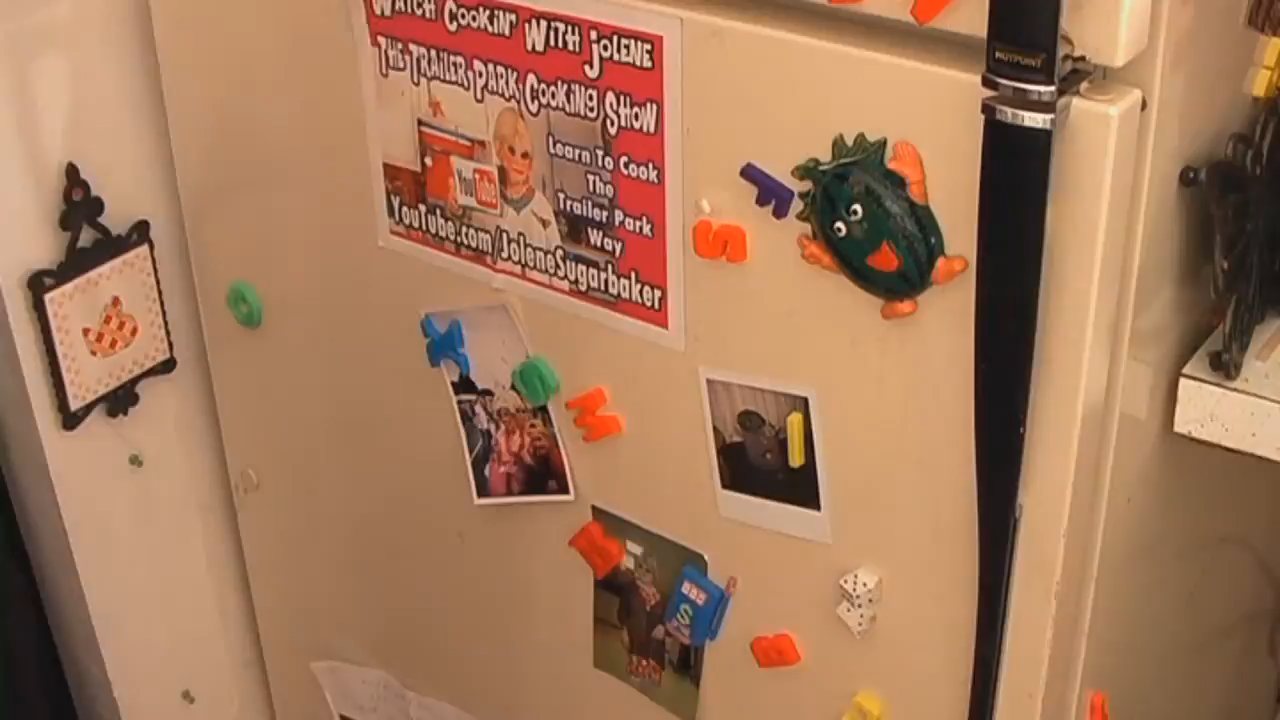 WATCH COOKIN' WITH JOLENE
THE TRAILER PARK COOKING SHOW
Learn To Cook
The
Trailer Park
Way
YouTube
YouTube.com/JoleneSugarbaker
HOTPOINT
F
S
X
M
$